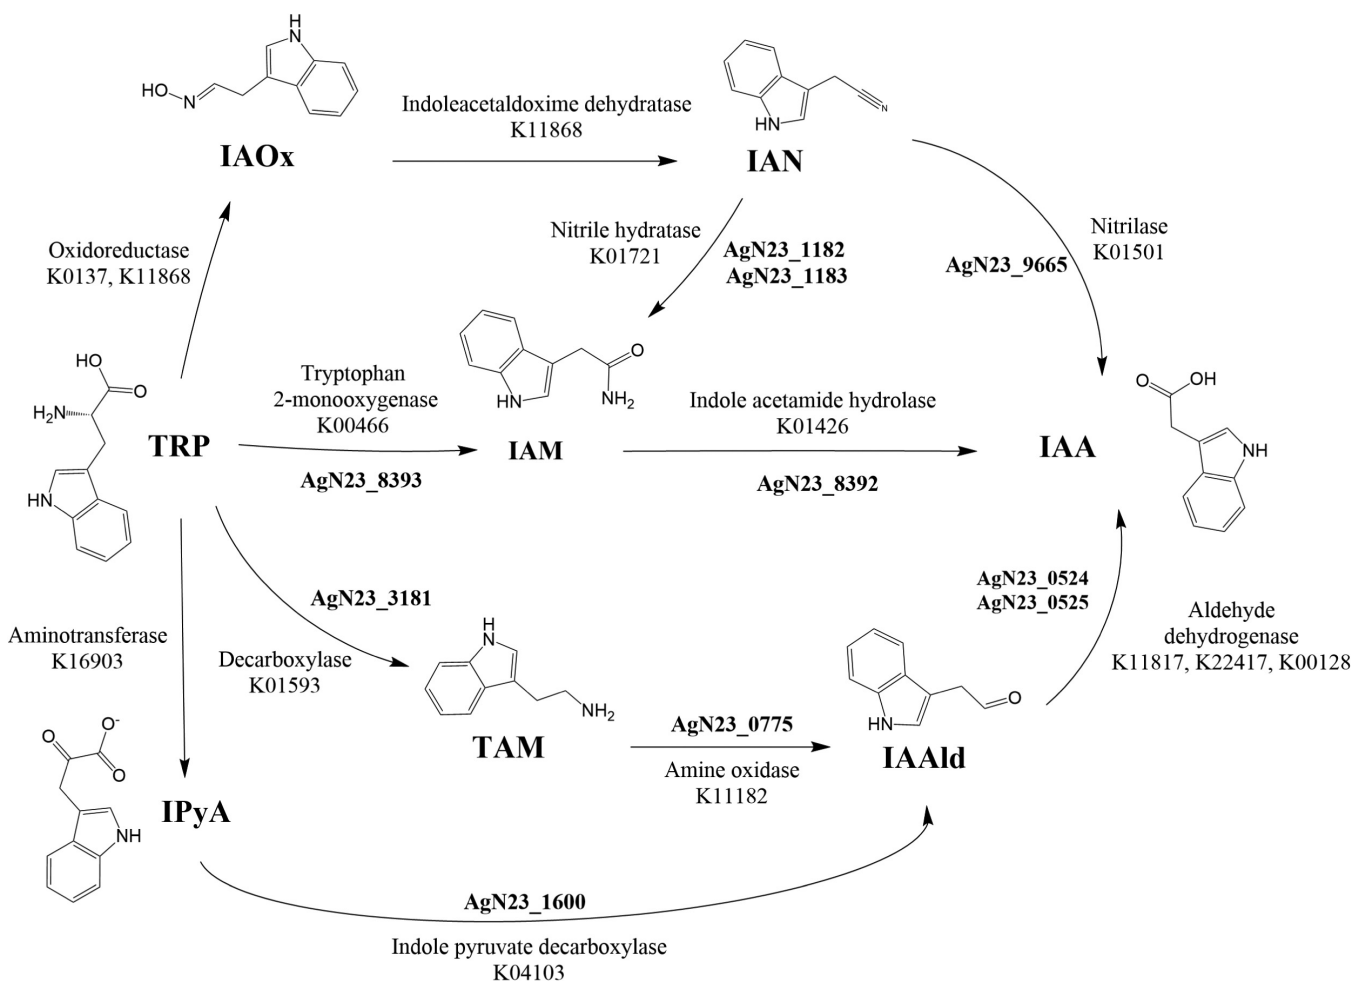 H
N
HO
N
IAOx
Indoleacetaldoxime dehydratase
K11868
HN
N
IAN
Oxidoreductase
K0137, K11868
Nitrile hydratase
K01721
AgN23_1182
AgN23_1183
Nitrilase
K01501
AgN23_9665
HO
O
H₂N
HN
TRP
Tryptophan
2-monooxygenase
K00466
AgN23_8393
O
NH₂
HN
IAM
Indole acetamide hydrolase
K01426
AgN23_8392
O
OH
NH
IAA
Aminotransferase
K16903
AgN23_3181
Decarboxylase
K01593
H
N
NH₂
TAM
AgN23_0775
Amine oxidase
K11182
O
HN
IAAld
AgN23_0524
AgN23_0525
Aldehyde
dehydrogenase
K11817, K22417, K00128
O
O⁻
O
NH
IPyA
AgN23_1600
Indole pyruvate decarboxylase
K04103